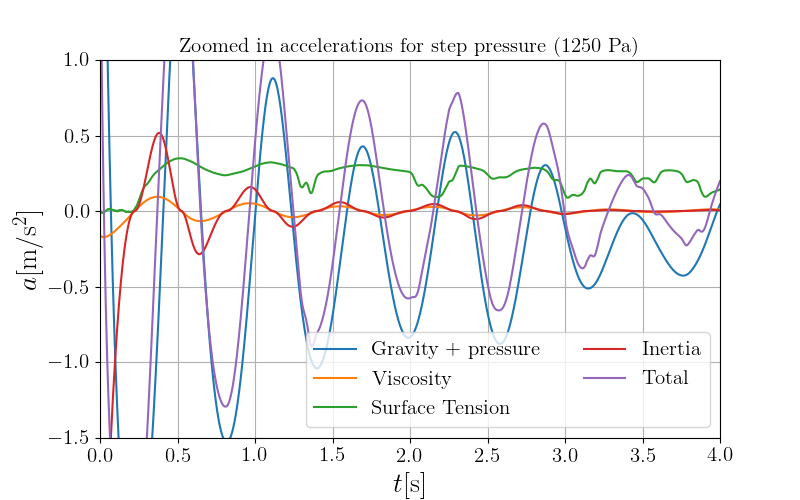 Zoomed in accelerations for step pressure (1250 Pa)
1.0
0.5
0.0
−0.5
−1.0
−1.5
a[m/s²]
Gravity + pressure
Viscosity
Surface Tension
Inertia
Total
0.0 0.5 1.0 1.5 2.0 2.5 3.0 3.5 4.0
t[s]